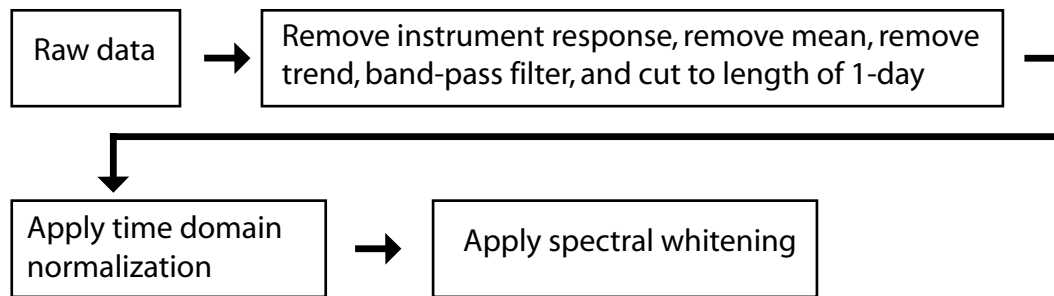 Raw data
Remove instrument response, remove mean, remove
trend, band-pass filter, and cut to length of 1-day
Apply time domain
normalization
Apply spectral whitening